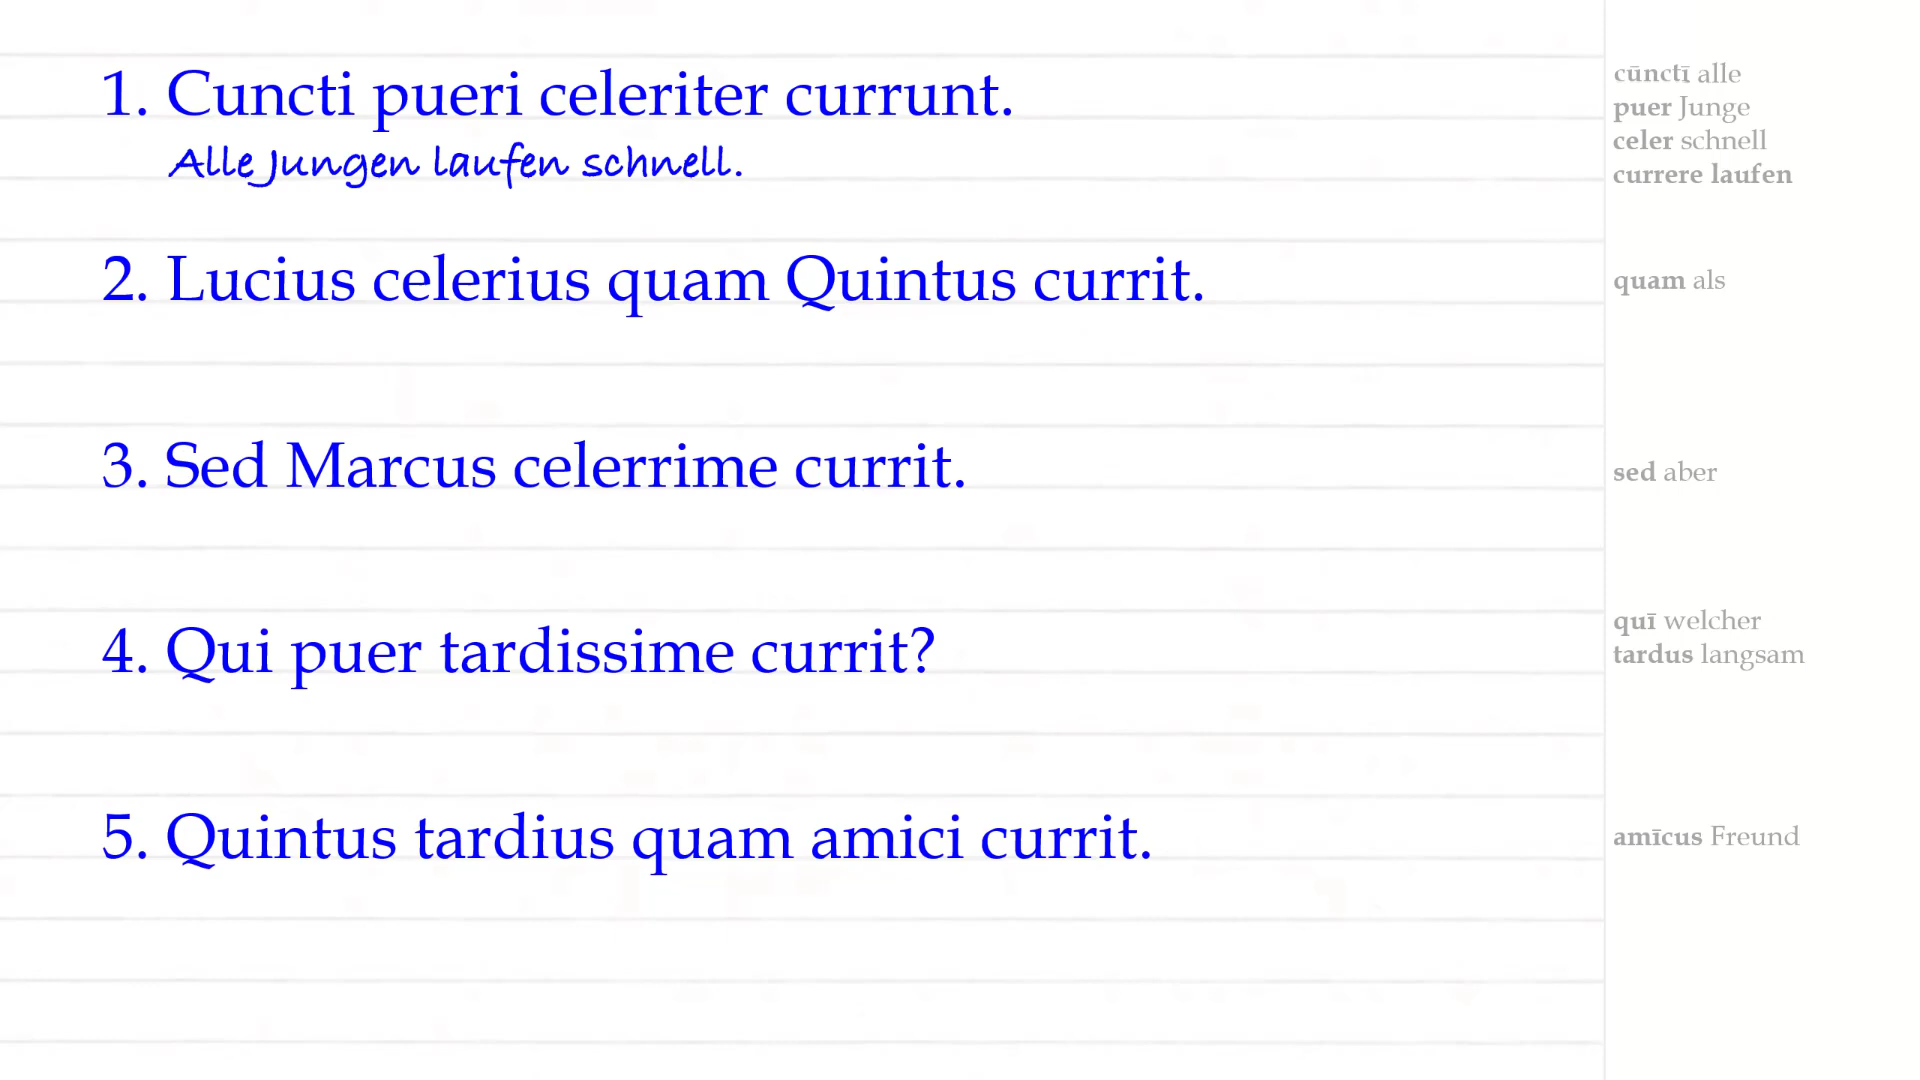 1. Cuncti pueri celeriter currunt.
Alle Jungen laufen schnell.
2. Lucius celerius quam Quintus currit.
3. Sed Marcus celerrime currit.
4. Qui puer tardissime currit?
5. Quintus tardius quam amici currit.
cūnctī alle
puer Junge
celer schnell
currere laufen
quam als
sed aber
quī welcher
tardus langsam
amīcus Freund